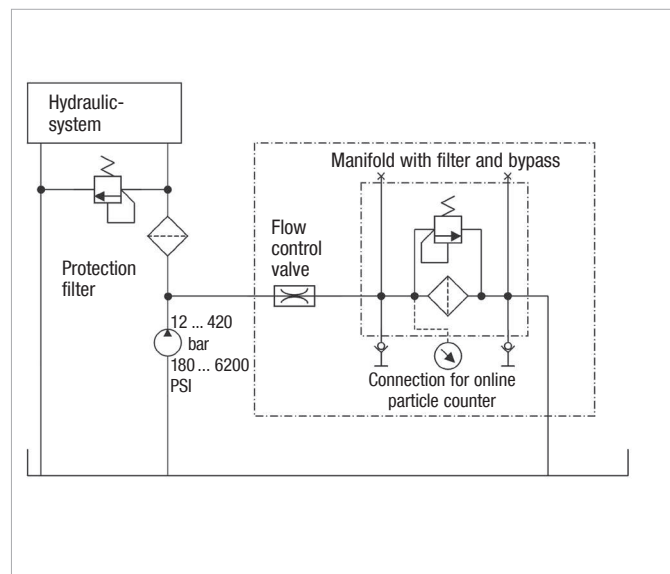 Hydraulic-
system
Manifold with filter and bypass
Flow
control
valve
Protection
filter
12 ... 420
bar
180 ... 6200
PSI
Connection for online
particle counter